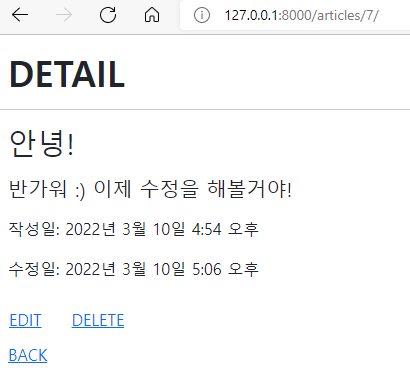 127.0.0.1:8000/articles/7/
DETAIL
안녕!
반가워 :) 이제 수정을 해볼거야!
작성일: 2022년 3월 10일 4:54 오후
수정일: 2022년 3월 10일 5:06 오후
EDIT DELETE
BACK